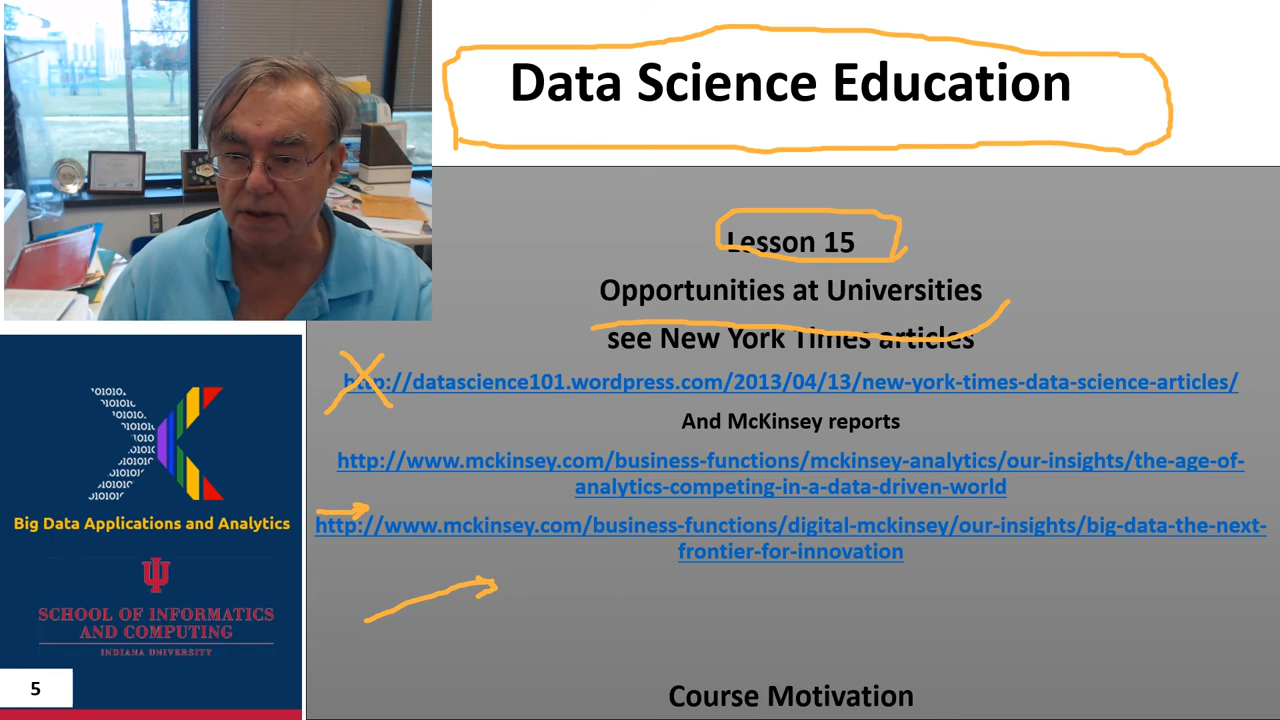 Data Science Education
Lesson 15
Opportunities at Universities
see New York Times articles
http://datascience101.wordpress.com/2013/04/13/new-york-times-data-science-articles/
And McKinsey reports
http://www.mckinsey.com/business-functions/mckinsey-analytics/our-insights/the-age-of-
analytics-competing-in-a-data-driven-world
http://www.mckinsey.com/business-functions/digital-mckinsey/our-insights/big-data-the-next-
frontier-for-innovation
Course Motivation
Big Data Applications and Analytics
SCHOOL OF INFORMATICS
AND COMPUTING
INDIANA UNIVERSITY
5